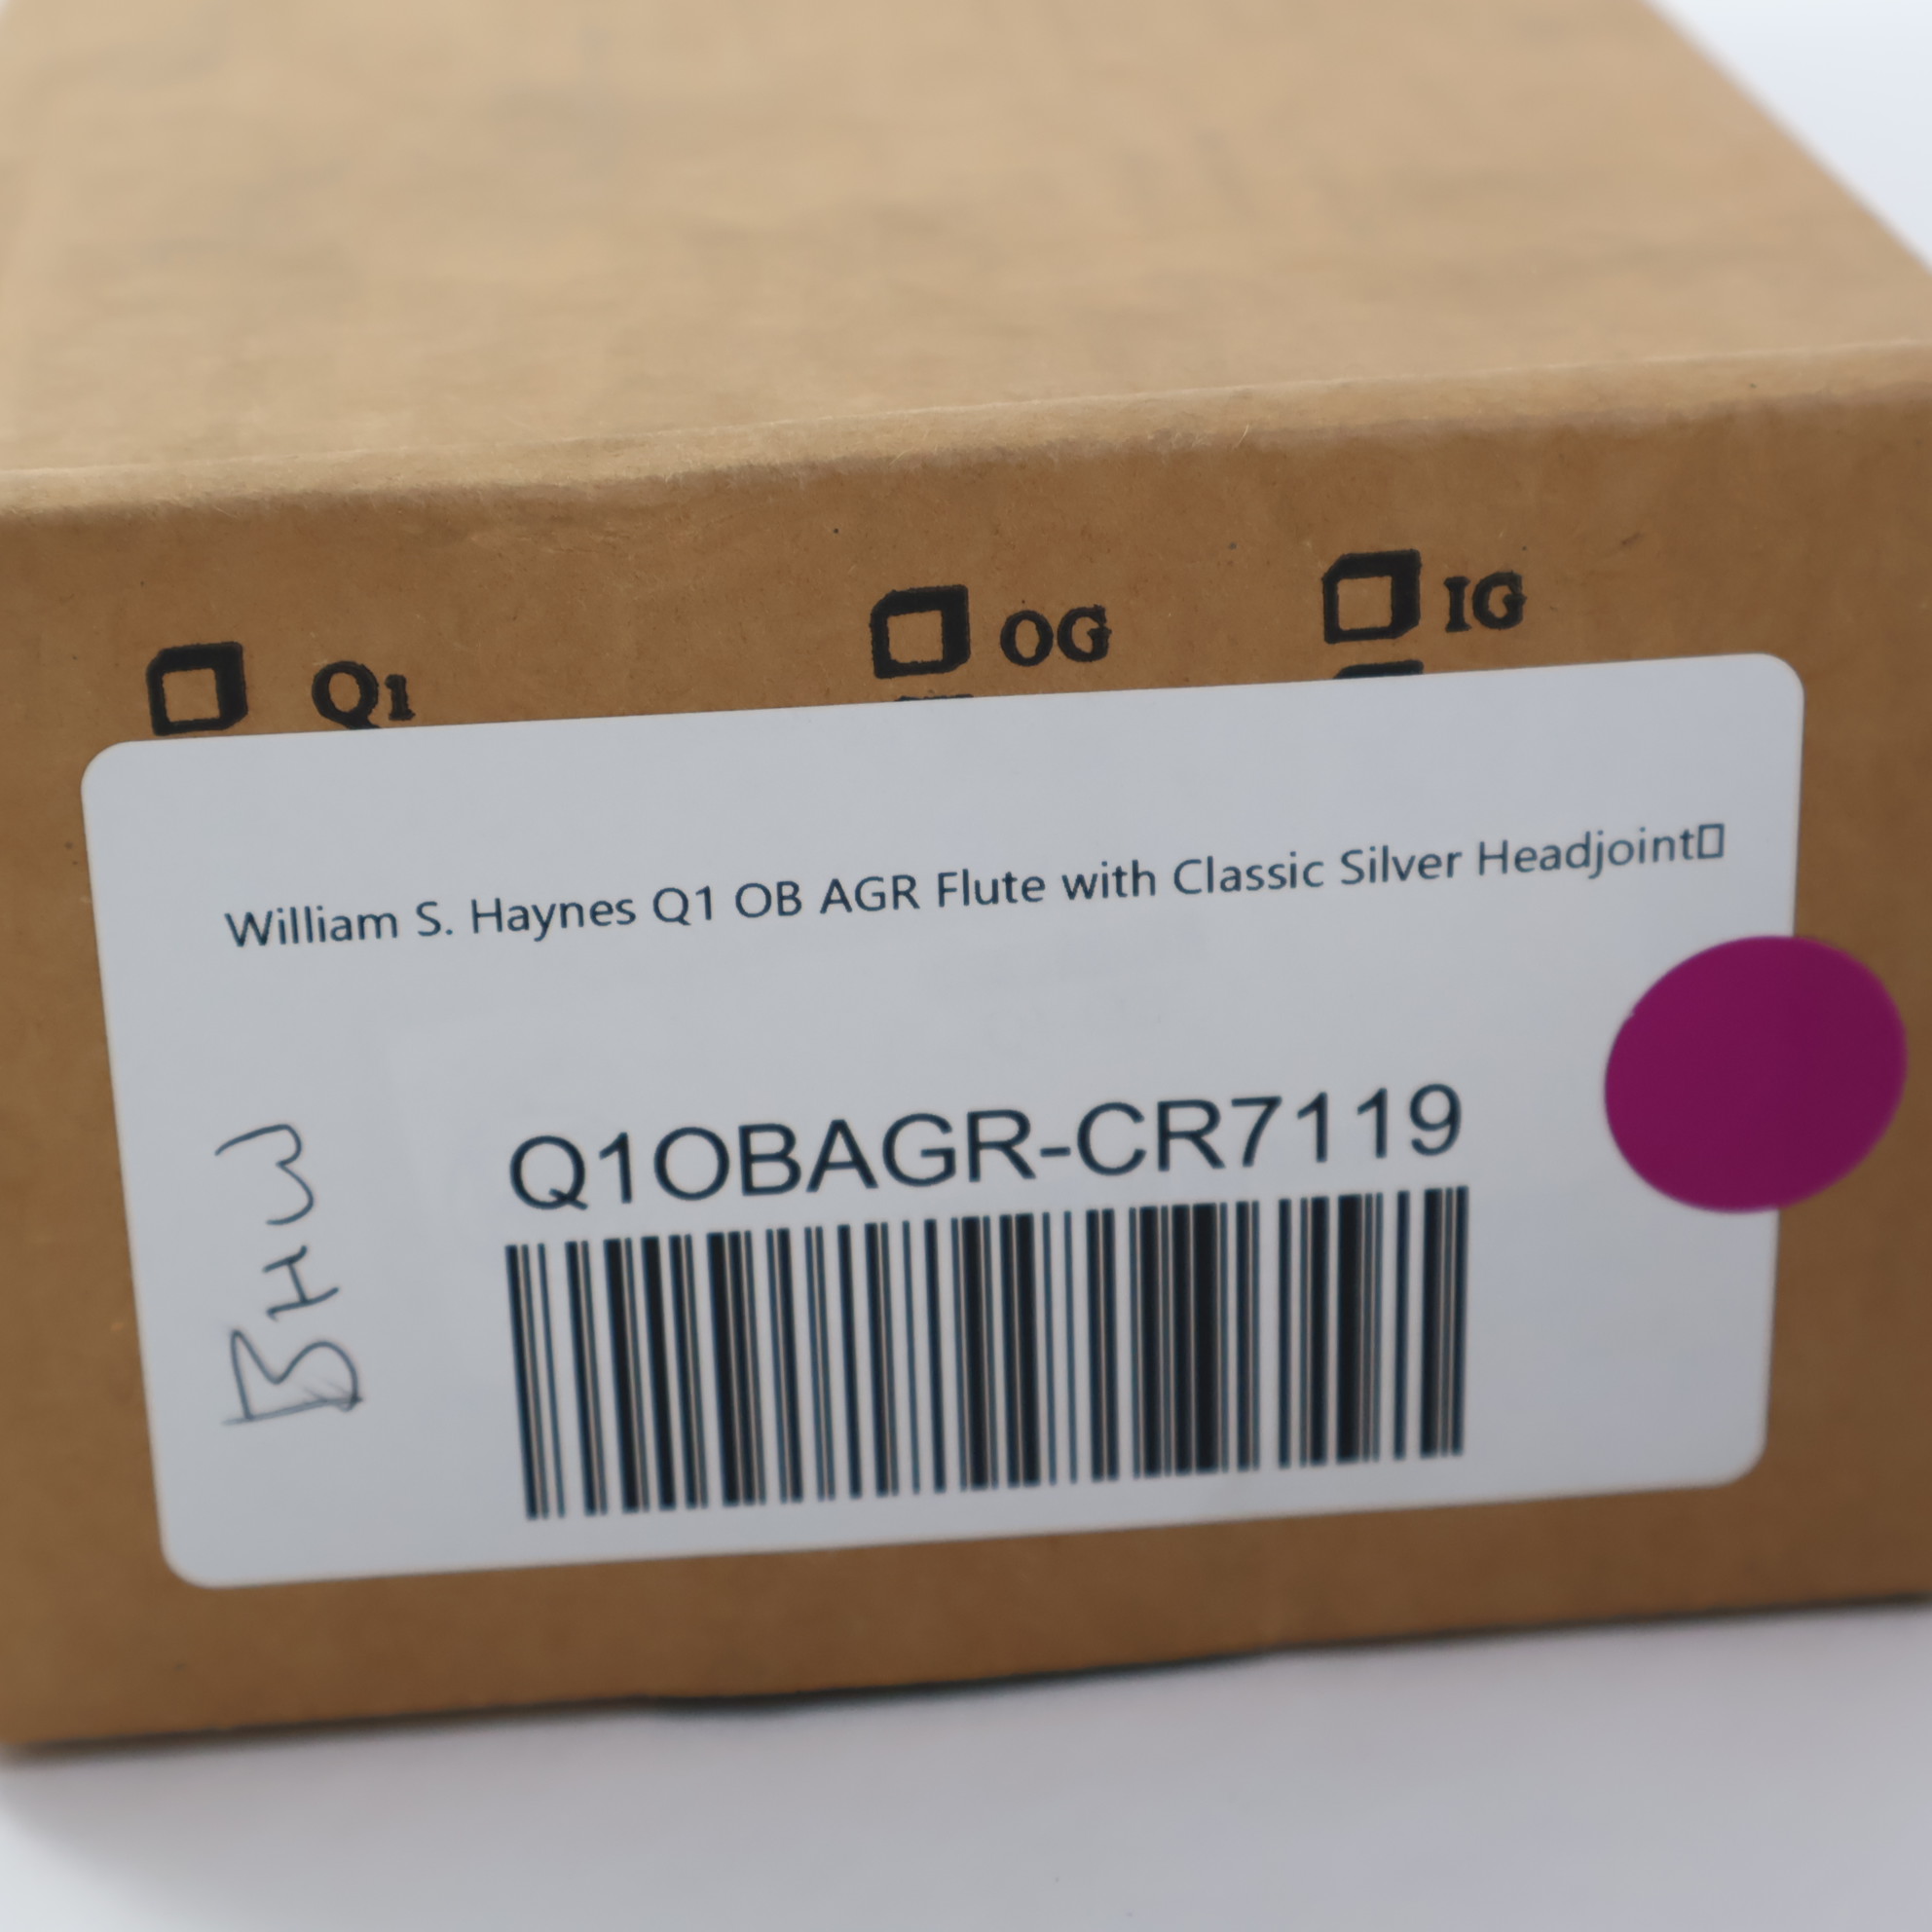 Q1
OG
IG
William S. Haynes Q1 OB AGR Flute with Classic Silver Headjoint▯
Q1OBAGR-CR7119
BHW